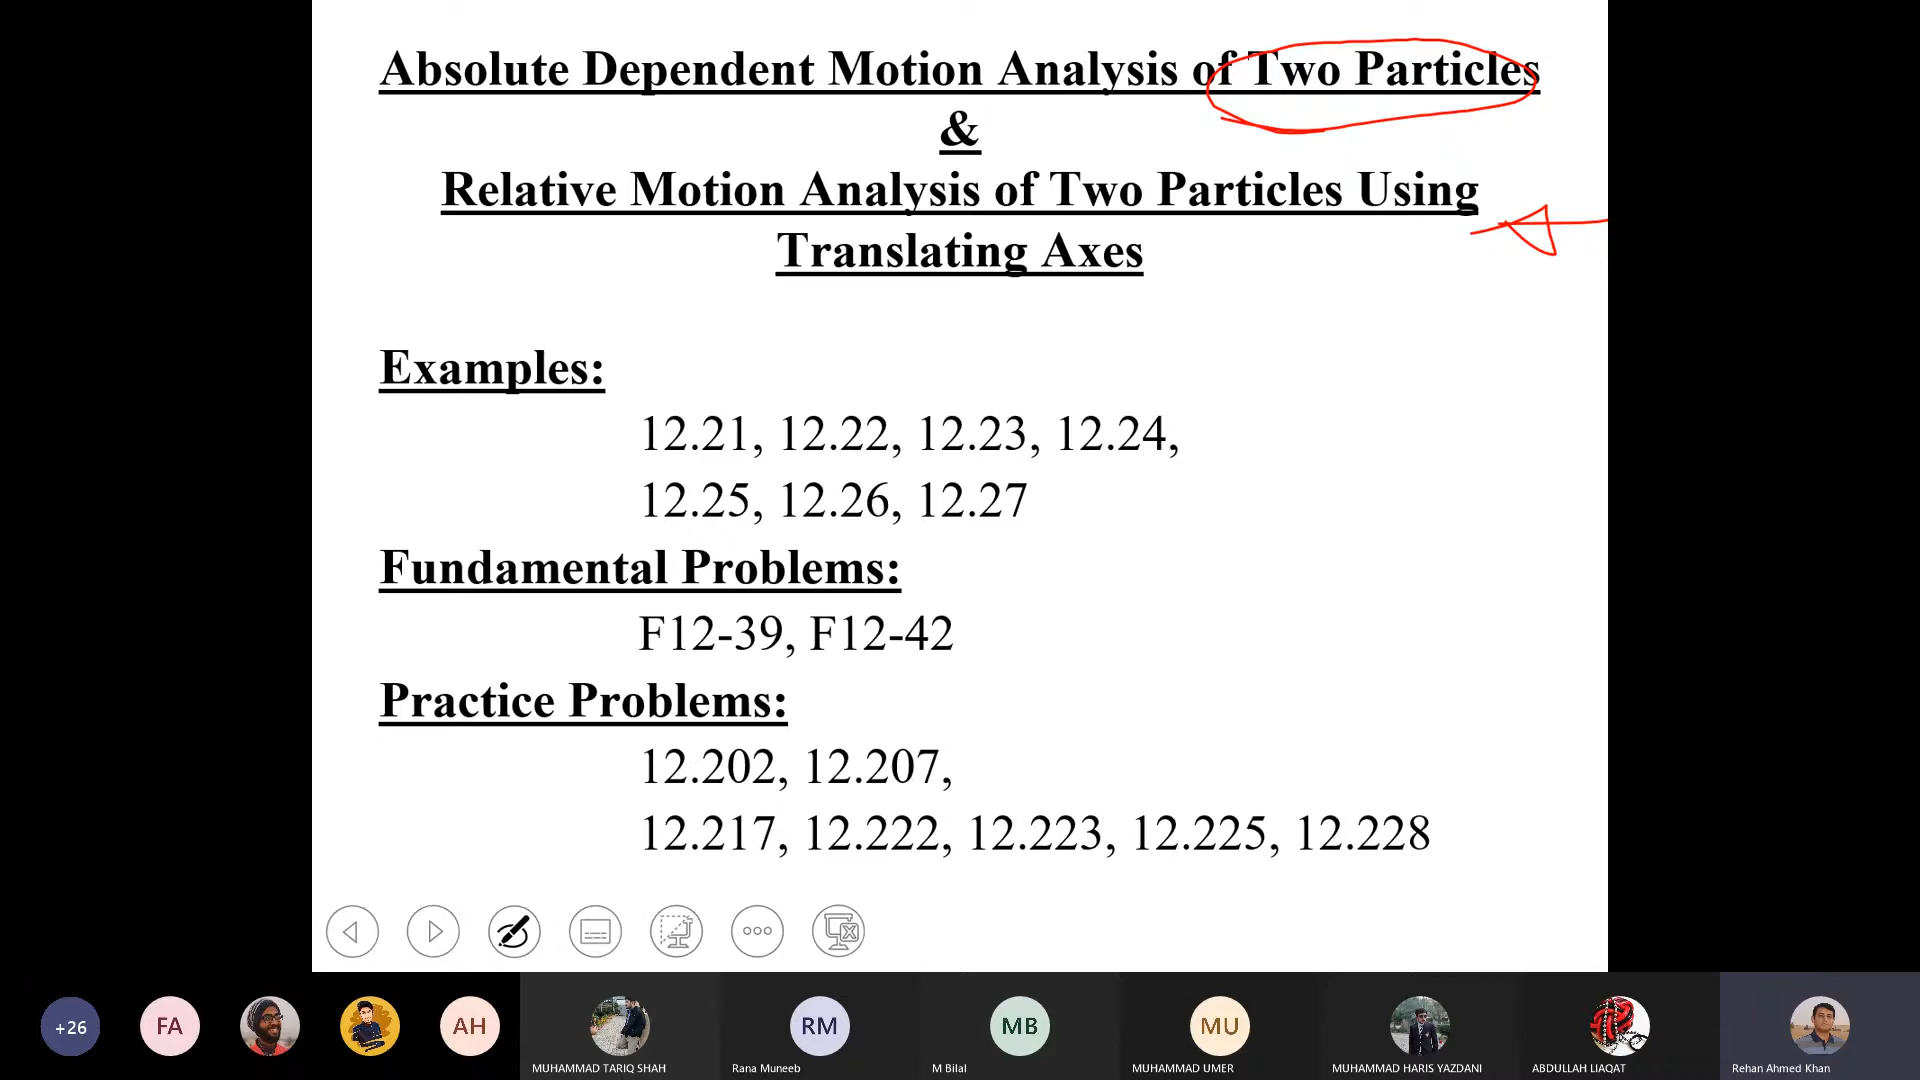 Absolute Dependent Motion Analysis of Two Particles
&
Relative Motion Analysis of Two Particles Using
Translating Axes
Examples:
12.21, 12.22, 12.23, 12.24,
12.25, 12.26, 12.27
Fundamental Problems:
F12-39, F12-42
Practice Problems:
12.202, 12.207,
12.217, 12.222, 12.223, 12.225, 12.228
+26
FA
AH
RM
MB
MU
MUHAMMAD TARIQ SHAH
Rana Muneeb
M Bilal
MUHAMMAD UMER
MUHAMMAD HARIS YAZDANI
ABDULLAH LIAQAT
Rehan Ahmed Khan